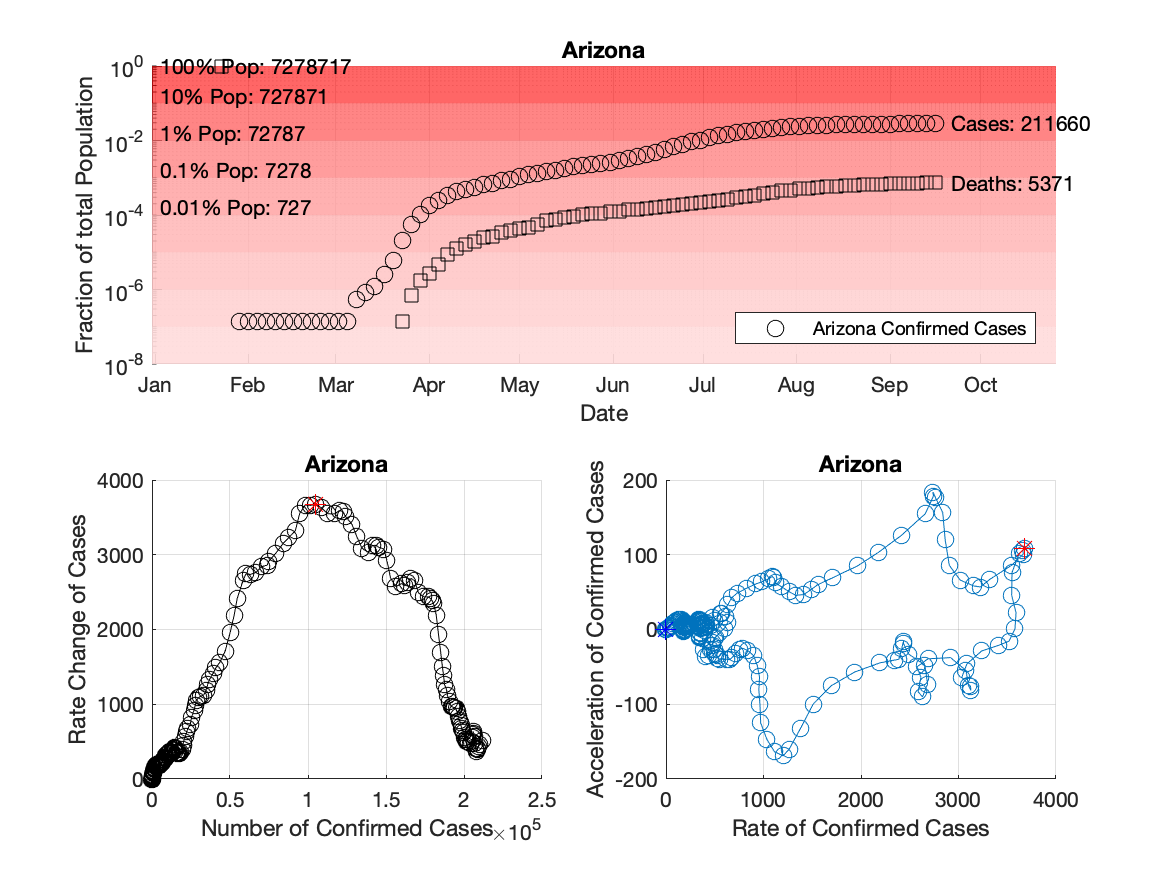 Arizona
10^0
10^-2
10^-4
10^-6
10^-8
Fraction of total Population
100% Pop: 7278717
10% Pop: 727871
1% Pop: 72787
0.1% Pop: 7278
0.01% Pop: 727
Cases: 211660
Deaths: 5371
Arizona Confirmed Cases
Jan Feb Mar Apr May Jun Jul Aug Sep Oct
Date
Arizona
4000
3000
2000
1000
0
Rate Change of Cases
0 0.5 1 1.5 2 2.5
Number of Confirmed Cases ×10^5
Arizona
200
100
0
-100
-200
Acceleration of Confirmed Cases
0 1000 2000 3000 4000
Rate of Confirmed Cases